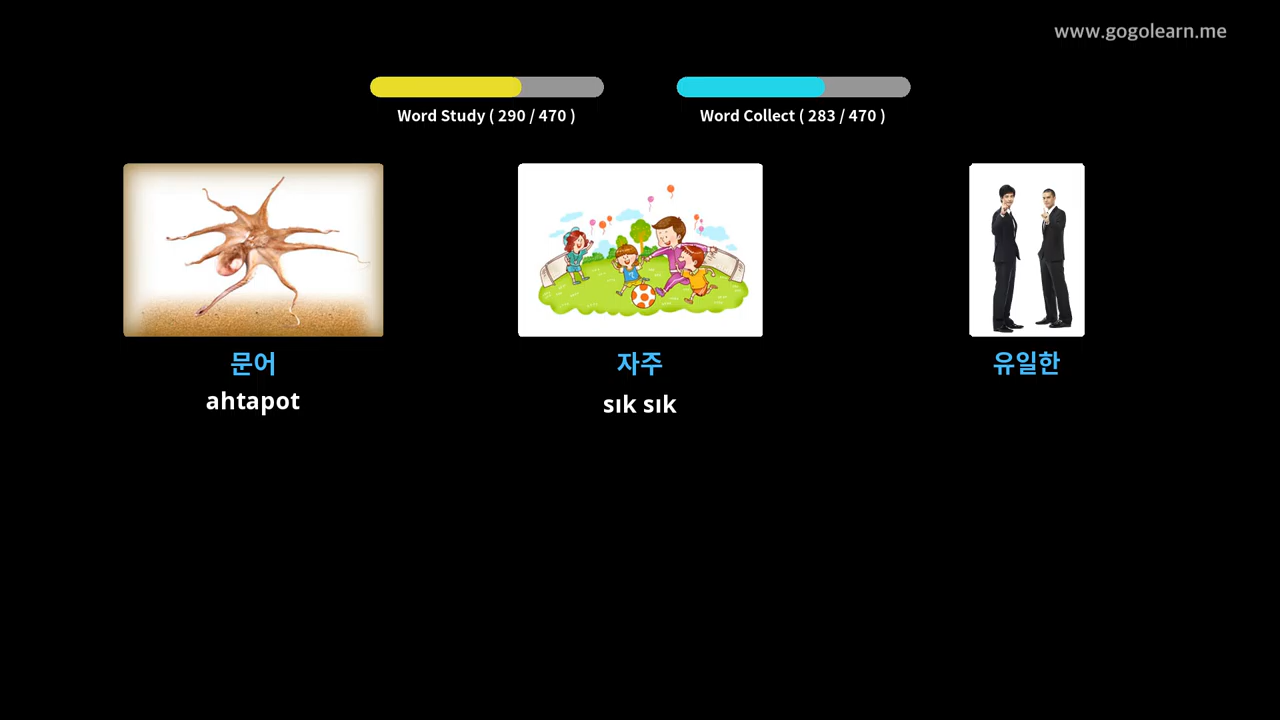 www.gogolearn.me
Word Study ( 290 / 470 )
Word Collect ( 283 / 470 )
문어
ahtapot
자주
sık sık
유일한